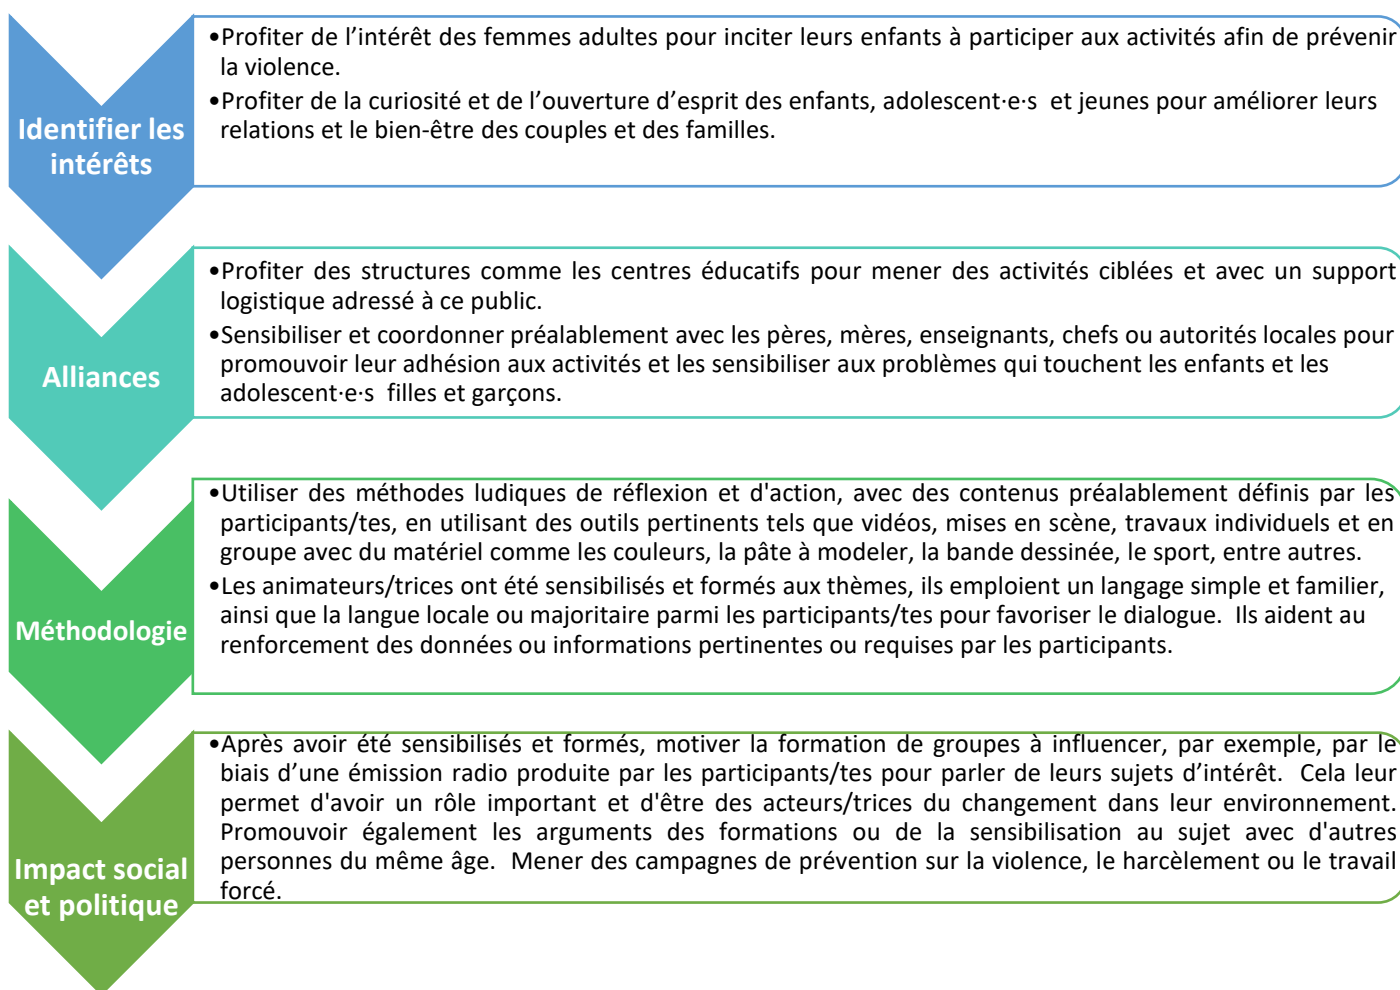 Identifier les
intérêts
•Profiter de l’intérêt des femmes adultes pour inciter leurs enfants à participer aux activités afin de prévenir
la violence.
•Profiter de la curiosité et de l’ouverture d’esprit des enfants, adolescent·e·s et jeunes pour améliorer leurs
relations et le bien-être des couples et des familles.
Alliances
•Profiter des structures comme les centres éducatifs pour mener des activités ciblées et avec un support
logistique adressé à ce public.
•Sensibiliser et coordonner préalablement avec les pères, mères, enseignants, chefs ou autorités locale pour
promouvoir leur adhésion aux activités et les sensibiliser aux problèmes qui touchent les enfants et les
adolescent·e·s filles et garçons.
Méthodologie
•Utiliser des méthodes ludiques de réflexion et d'action, avec des contenus préalablement définis par les
participants/tes, en utilisant des outils pertinents tels que vidéos, mises en scène, travaux individuels et en
groupe avec du matériel comme les couleurs, la pâte à modeler, la bande dessinée, le sport, entre autres.
•Les animateurs/trices ont été sensibilisés et formés aux thèmes, ils emploient un langage simple et familier,
ainsi que la langue locale ou majoritaire parmi les participants/tes pour favoriser le dialogue. Ils aident au
renforcement des données ou informations pertinentes ou requises par les participants.
Impact social
et politique
•Après avoir été sensibilisés et formés, motiver la formation de groupes à influencer, par exemple, par le
biais d’une émission radio produite par les participants/tes pour parler de leurs sujets d’intérêt. Cela leur
permet d'avoir un rôle important et d'être des acteurs/trices du changement dans leur environnement.
Promouvoir également les arguments des formations ou de la sensibilisation au sujet avec d'autres
personnes du même âge. Mener des campagnes de prévention sur la violence, le harcèlement ou le travail
forcé.